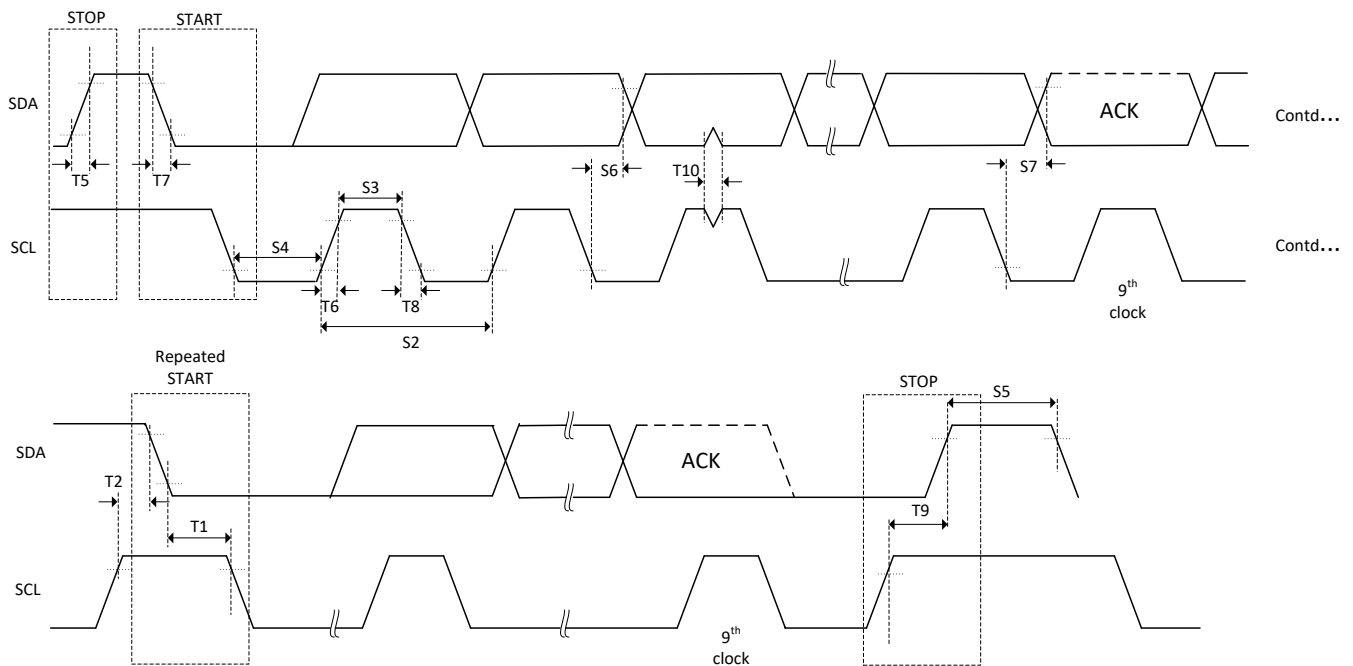 STOP
START
SDA
ACK
Contd...
T5
T7
S6
T10
S7
S3
SCL
S4
Contd...
T6
T8
9th
clock
S2
Repeated
START
STOP
S5
SDA
T2
ACK
T9
T1
SCL
9th
clock